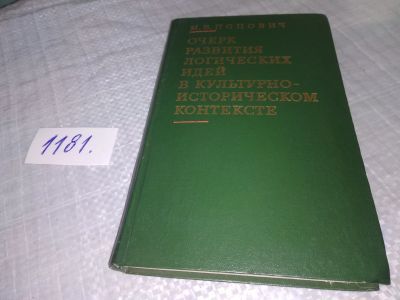 М.В.ПОПОВИЧ
ОЧЕРК
РАЗВИТИЯ
ЛОГИЧЕСКИХ
ИДЕЙ
В КУЛЬТУРНО-
ИСТОРИЧЕСКОМ
КОНТЕКСТЕ
1181.